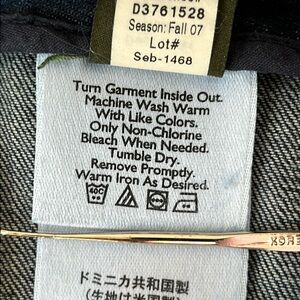 D3761528
Season: Fall 07
Lot#
Seb-1468
Turn Garment Inside Out.
Machine Wash Warm
With Like Colors.
Only Non-Chlorine
Bleach When Needed.
Tumble Dry.
Remove Promptly.
Warm Iron As Desired.
40C
ドミニカ共和国製